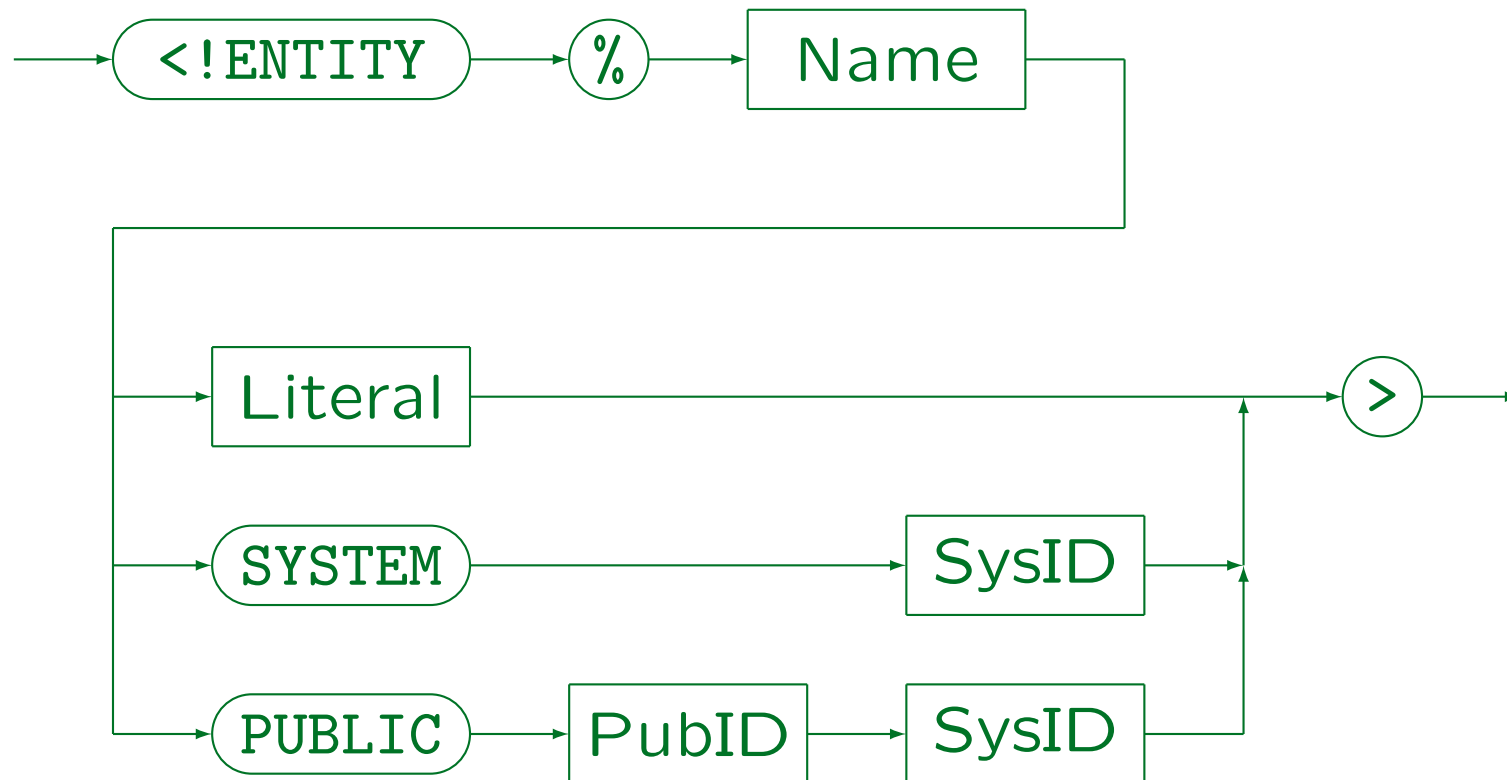 <!ENTITY % Name
Literal >
SYSTEM SysID
PUBLIC PubID SysID